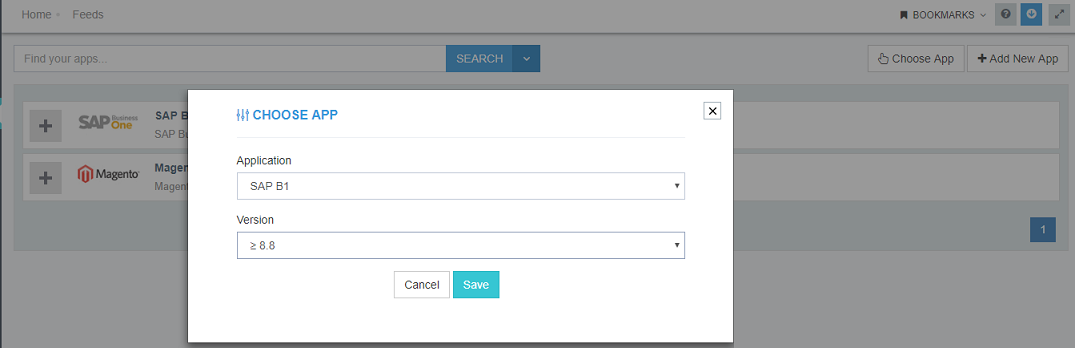 Home Feeds
BOOKMARKS
Find your apps...
SEARCH
Choose App
Add New App
CHOOSE APP
SAP Business One
SAP B
SAP B
Application
SAP B1
Magento
Magen
Magent
Version
≥ 8.8
1
Cancel
Save